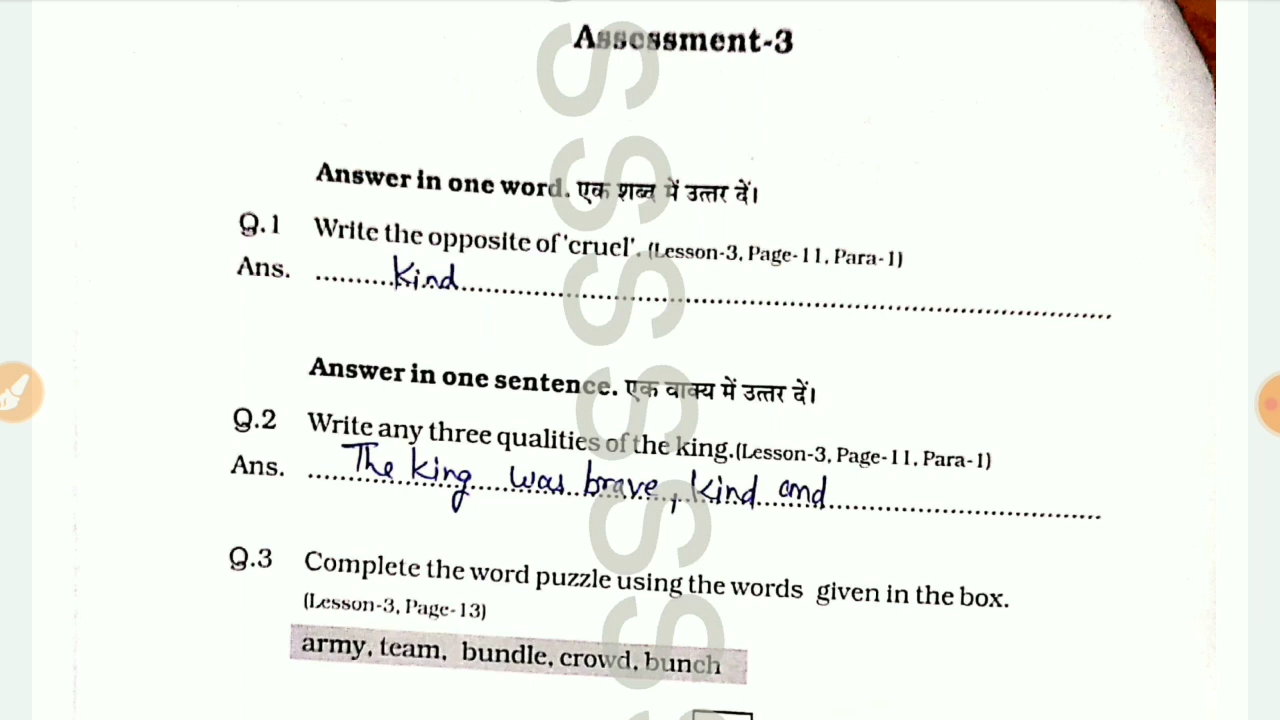 Assessment-3
Answer in one word. एक शब्द में उत्तर दें।
Q.1 Write the opposite of 'cruel'. (Lesson-3, Page-11, Para-1)
Ans. ..........Kind..........
Answer in one sentence. एक वाक्य में उत्तर दें।
Q.2 Write any three qualities of the king.(Lesson-3, Page-11, Para-1)
Ans. ....The king was brave, kind and..........
Q.3 Complete the word puzzle using the words given in the box.
(Lesson-3, Page-13)
army, team, bundle, crowd, bunch